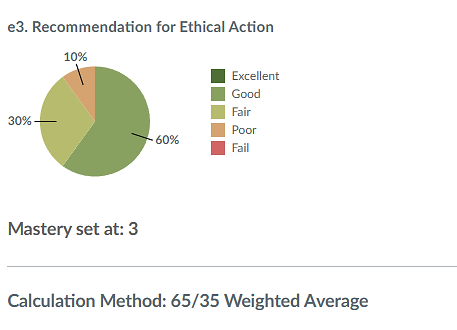 e3. Recommendation for Ethical Action
10%
Excellent
Good
Fair
Poor
Fail
30%
60%
Mastery set at: 3
Calculation Method: 65/35 Weighted Average